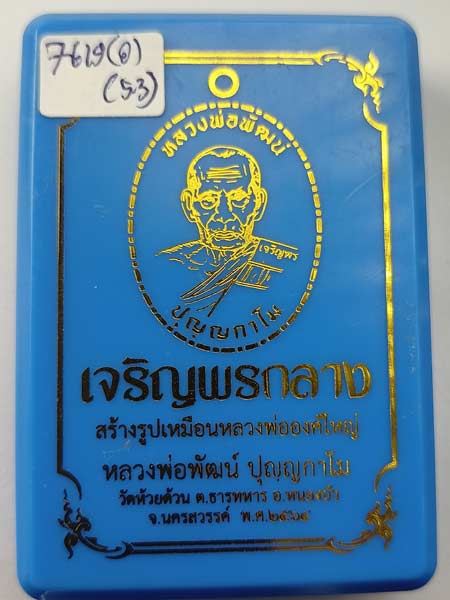 7619(๑)
(53)
หลวงพ่อพัฒน์
เจริญพร
ปุญฺญกาโม
เจริญพรกลาง
สร้างรูปเหมือนหลวงพ่อองค์ใหญ่
หลวงพ่อพัฒน์ ปุญฺญกาโม
วัดห้วยด้วน ต.ธารทหาร อ.หนองบัว
จ.นครสวรรค์ พ.ศ.๒๕๖๔